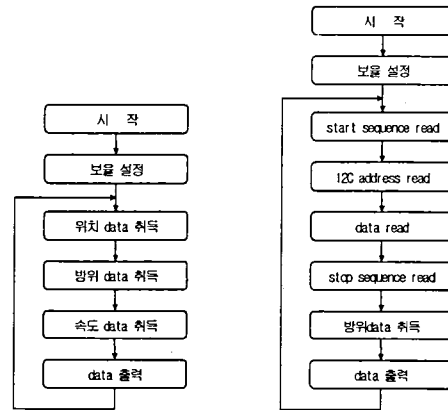 시 작
보율 설정
위치 data 취득
방위 data 취득
속도 data 취득
data 출력
시 작
보율 설정
start sequence read
I2C address read
data read
stop sequence read
방위data 취득
data 출력